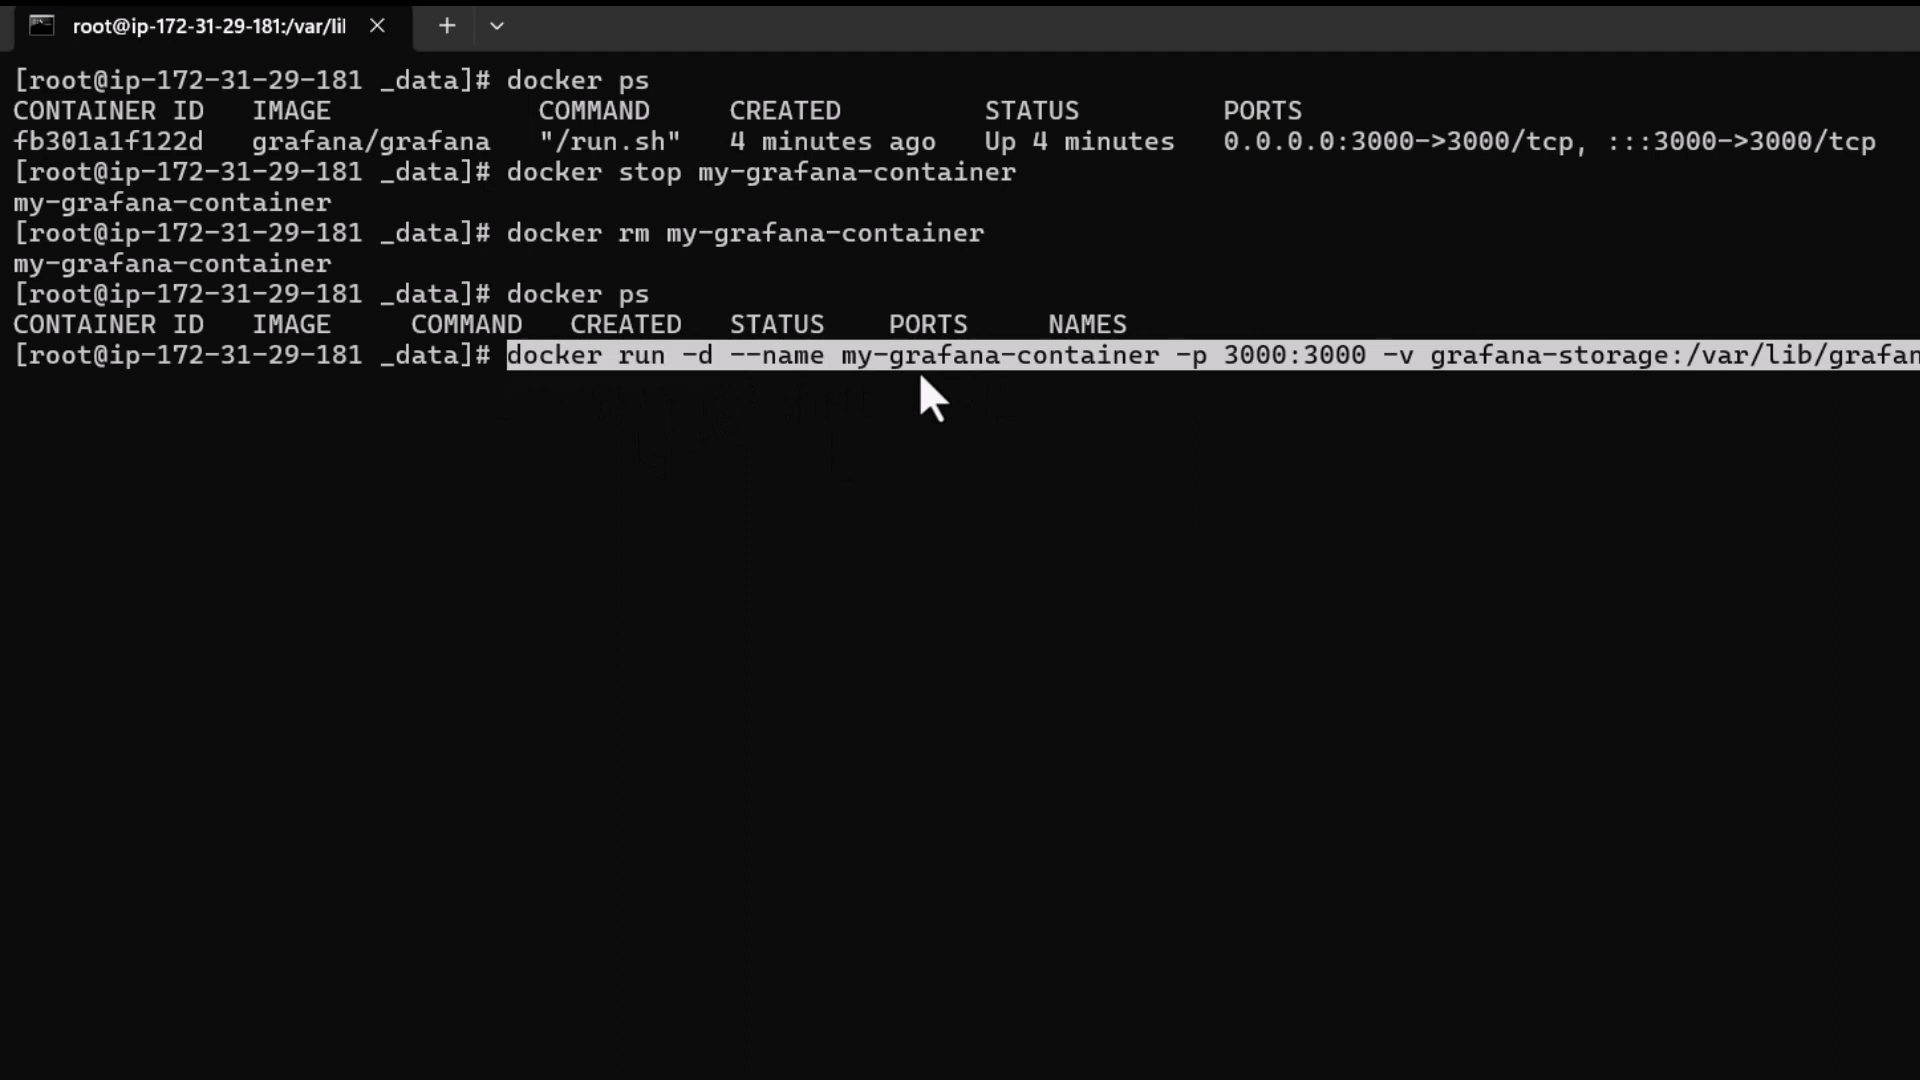 root@ip-172-31-29-181:/var/li
[root@ip-172-31-29-181 _data]# docker ps
CONTAINER ID   IMAGE             COMMAND     CREATED         STATUS         PORTS
fb301a1f122d   grafana/grafana   "/run.sh"   4 minutes ago   Up 4 minutes   0.0.0.0:3000->3000/tcp, :::3000->3000/tcp
[root@ip-172-31-29-181 _data]# docker stop my-grafana-container
my-grafana-container
[root@ip-172-31-29-181 _data]# docker rm my-grafana-container
my-grafana-container
[root@ip-172-31-29-181 _data]# docker ps
CONTAINER ID   IMAGE     COMMAND   CREATED   STATUS    PORTS     NAMES
[root@ip-172-31-29-181 _data]# docker run -d --name my-grafana-container -p 3000:3000 -v grafana-storage:/var/lib/grafan